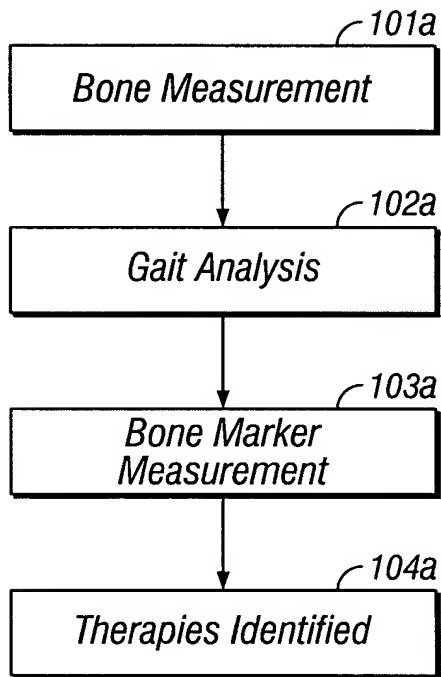 101a
Bone Measurement
102a
Gait Analysis
103a
Bone Marker
Measurement
104a
Therapies Identified